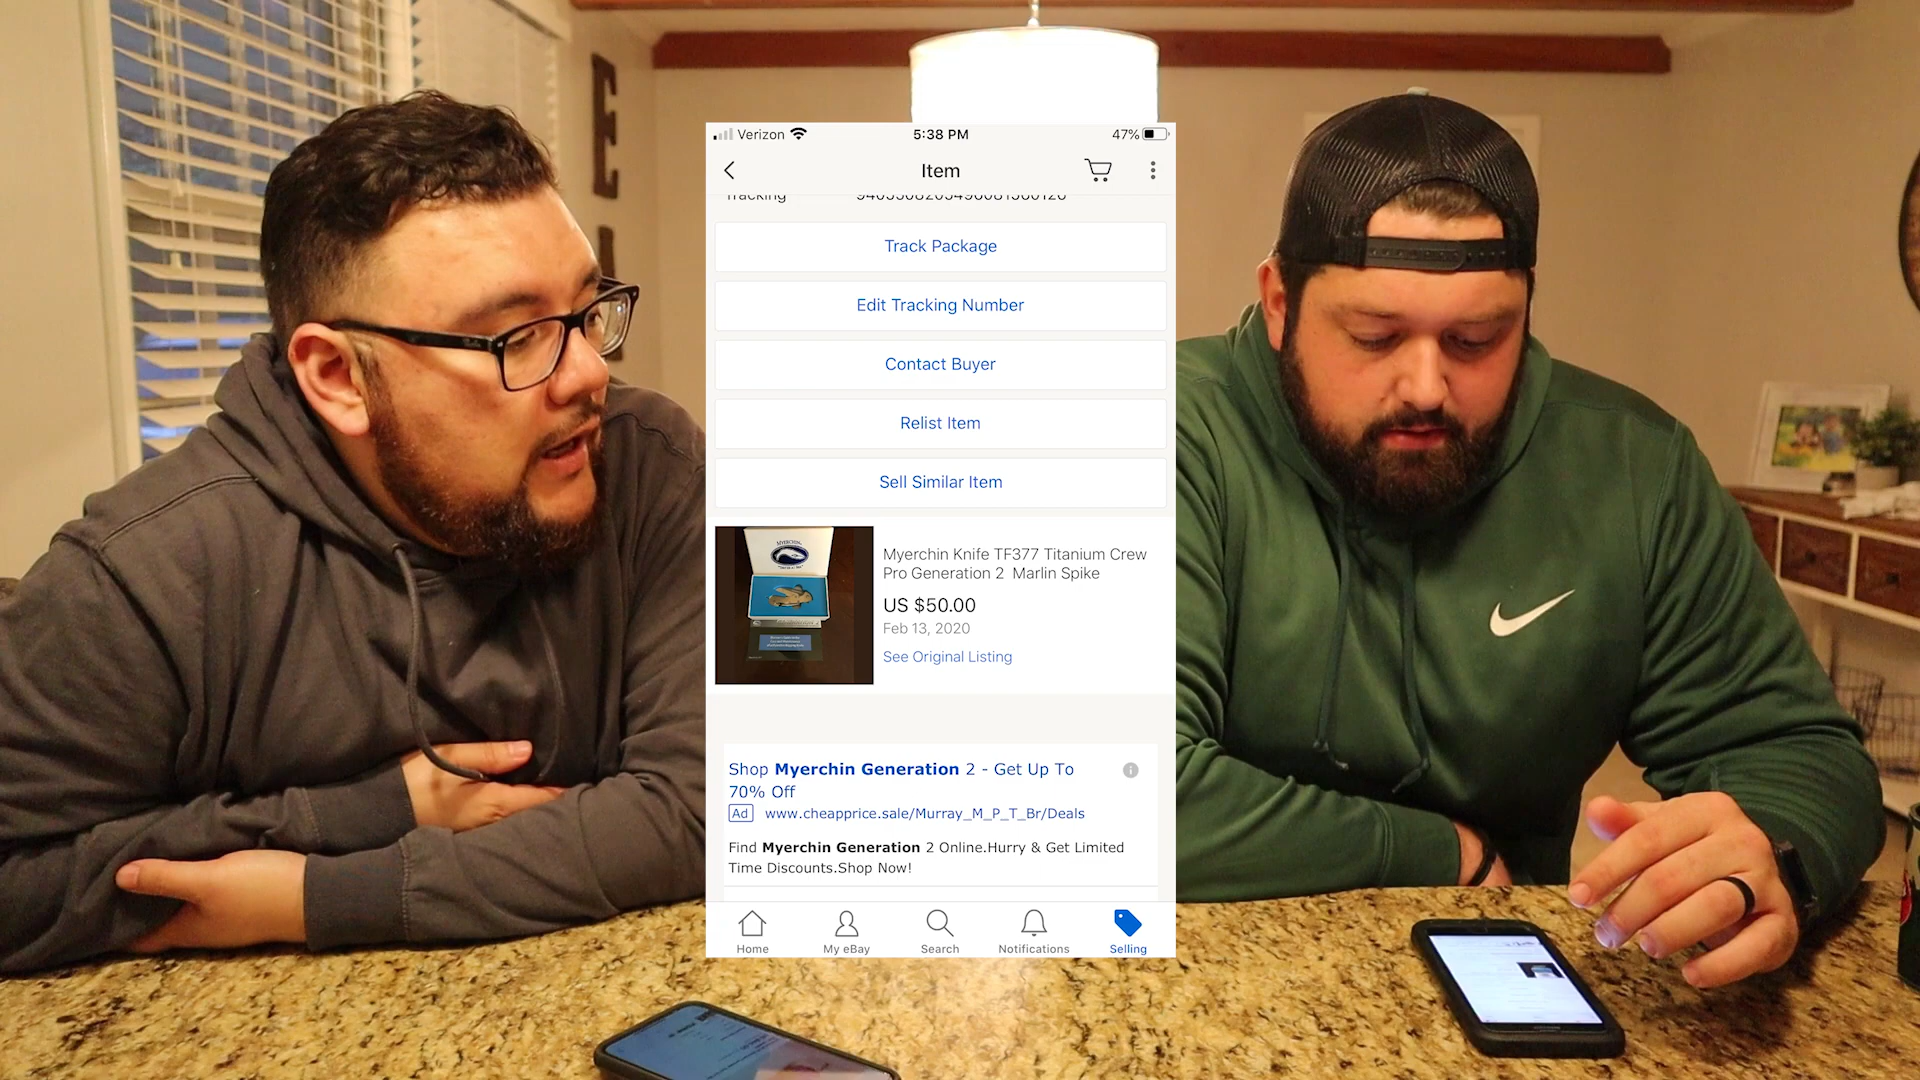 E
Verizon 5:38 PM 47%
Item
Tracking
Track Package
Edit Tracking Number
Contact Buyer
Relist Item
Sell Similar Item
MYERCHIN
Myerchin Knife TF377 Titanium Crew
Pro Generation 2 Marlin Spike
US $50.00
Feb 13, 2020
See Original Listing
Shop Myerchin Generation 2 - Get Up To
70% Off
Ad www.cheapprice.sale/Murray_M_P_T_Br/Deals
Find Myerchin Generation 2 Online.Hurry & Get Limited
Time Discounts.Shop Now!
Home My eBay Search Notifications Selling